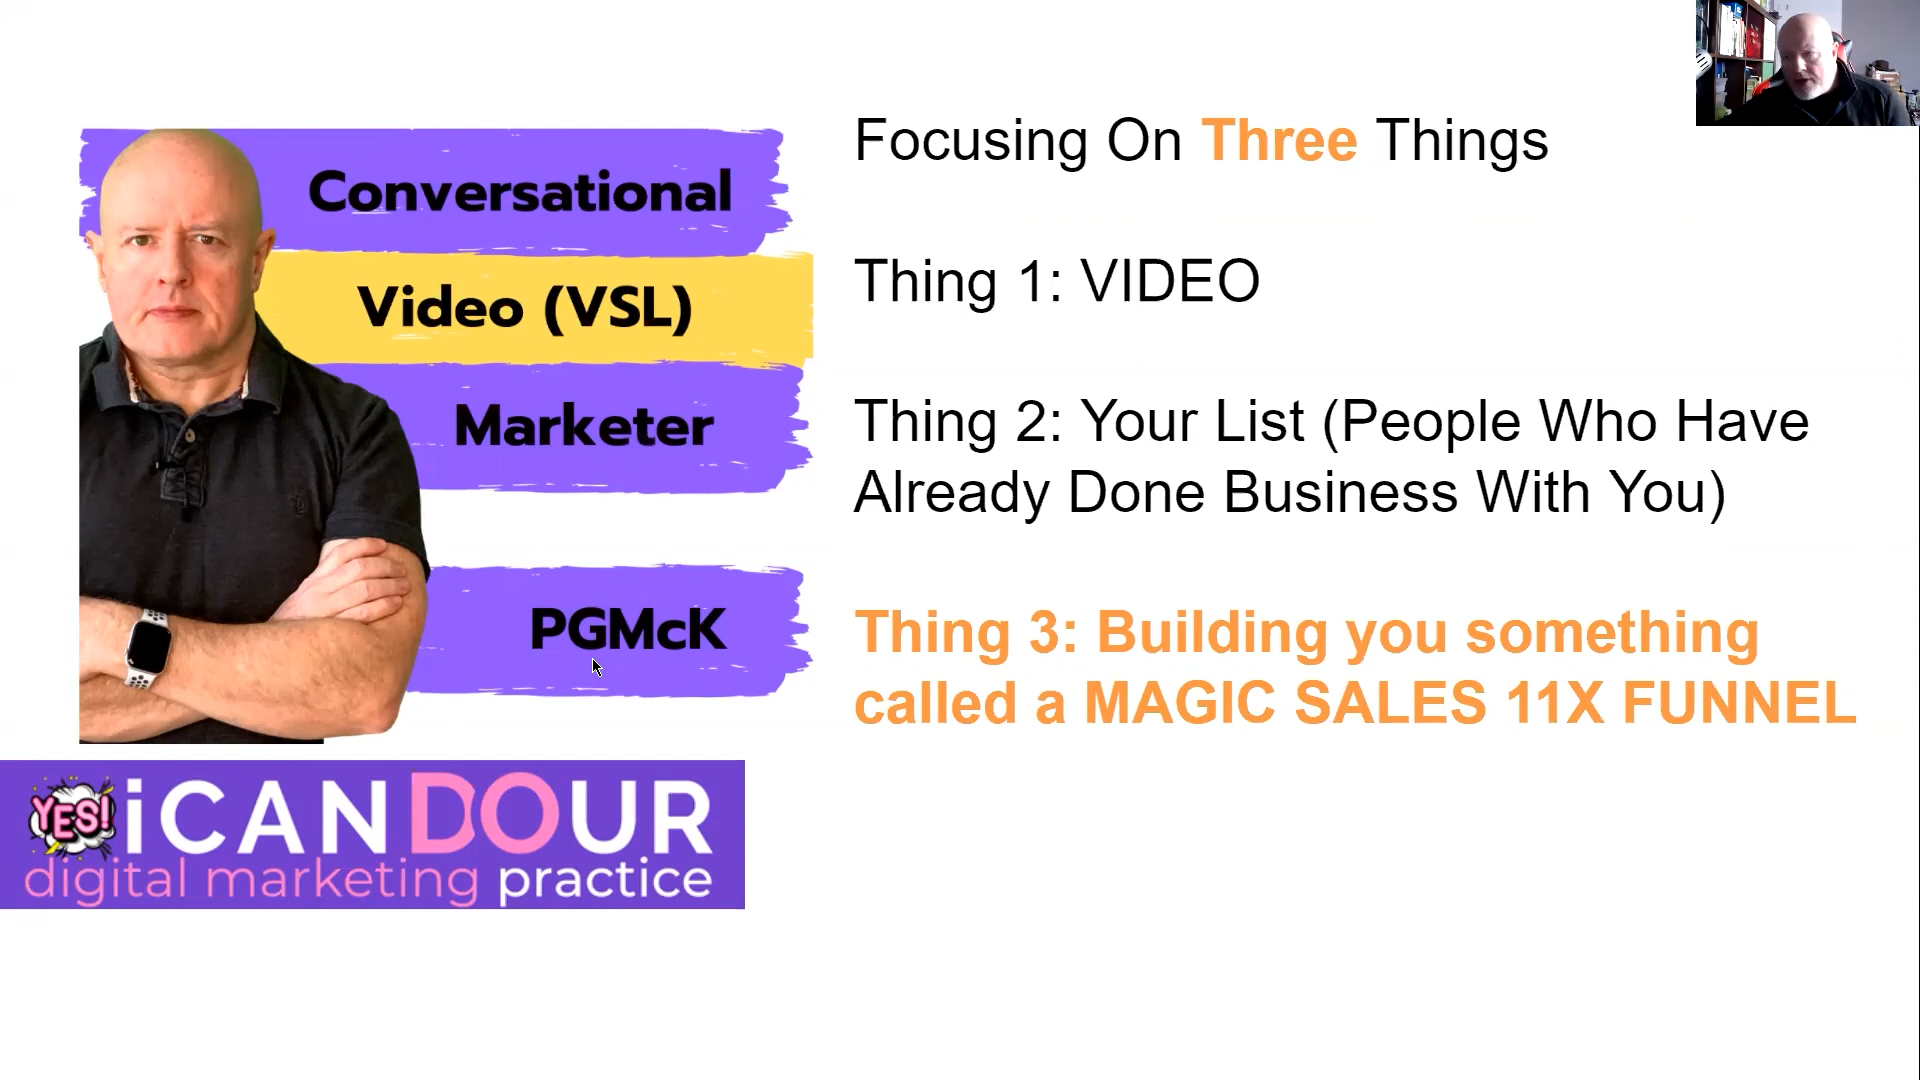 Conversational
Video (VSL)
Marketer
PGMcK
YES! iCANDOUR
digital marketing practice
Focusing On Three Things
Thing 1: VIDEO
Thing 2: Your List (People Who Have
Already Done Business With You)
Thing 3: Building you something
called a MAGIC SALES 11X FUNNEL